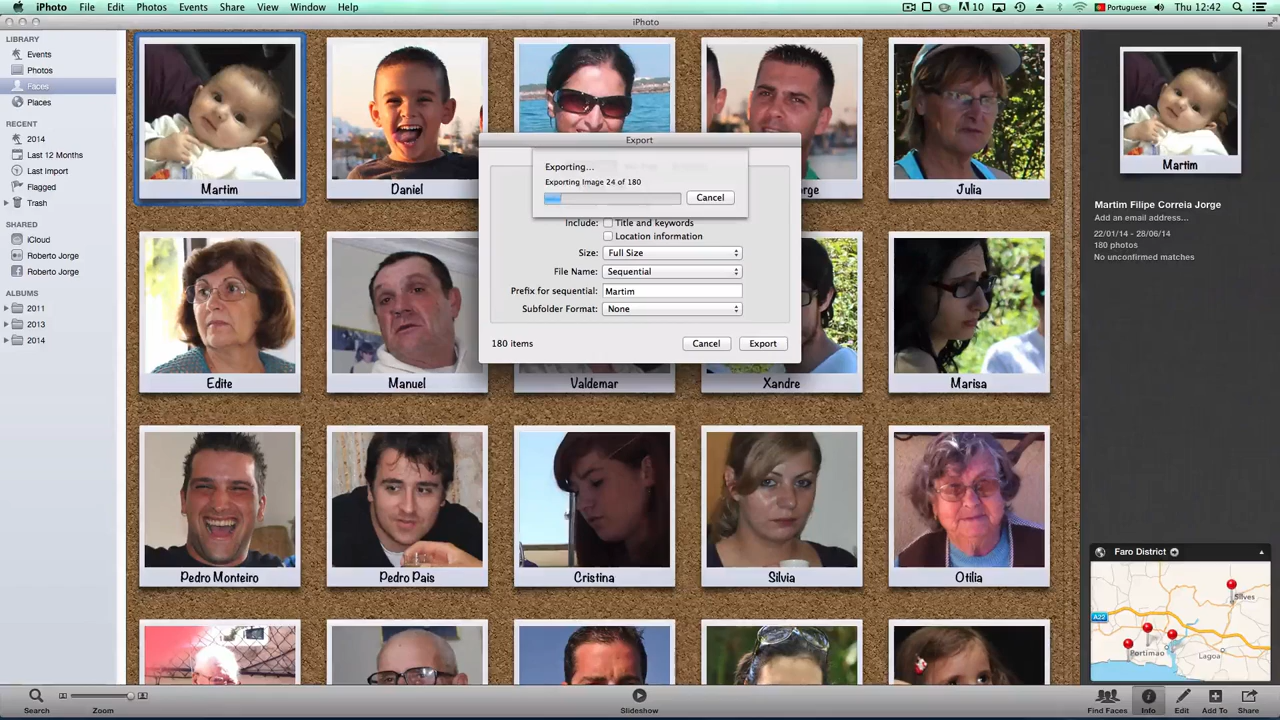 iPhoto File Edit Photos Events Share View Window Help 10 Portuguese Thu 12:42
iPhoto
LIBRARY
Events
Photos
Faces
Places
RECENT
2014
Last 12 Months
Last Import
Flagged
Trash
SHARED
iCloud
Roberto Jorge
Roberto Jorge
ALBUMS
2011
2013
2014
Martim Daniel Julia
Edite Manuel Valdemar Xandre Marisa
Pedro Monteiro Pedro Pais Cristina Silvia Otilia
Export
Exporting...
Exporting Image 24 of 180
Cancel
Include: Title and keywords
Location information
Size: Full Size
File Name: Sequential
Prefix for sequential: Martim
Subfolder Format: None
180 items Cancel Export
Martim
Martim Filipe Correia Jorge
Add an email address...
22/01/14 - 28/06/14
180 photos
No unconfirmed matches
Faro District
Silves
A22
Portimao
Lagoa
Search Zoom Slideshow Find Faces Info Edit Add To Share